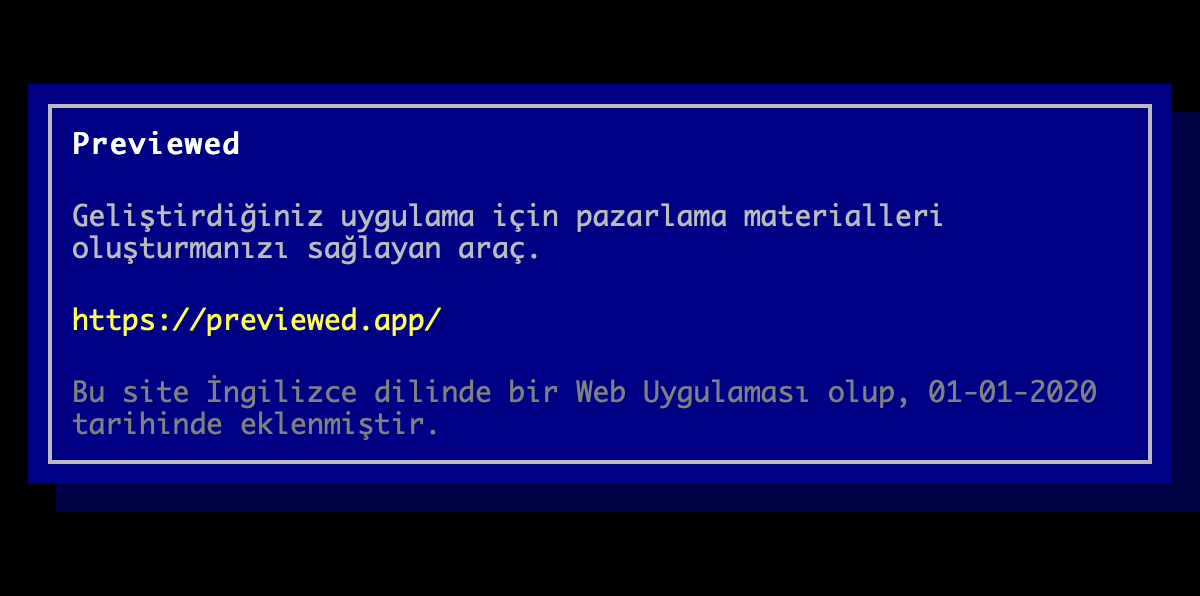 Previewed
Geliştirdiğiniz uygulama için pazarlama materialleri
oluşturmanızı sağlayan araç.
https://previewed.app/
Bu site İngilizce dilinde bir Web Uygulaması olup, 01-01-2020
tarihinde eklenmiştir.